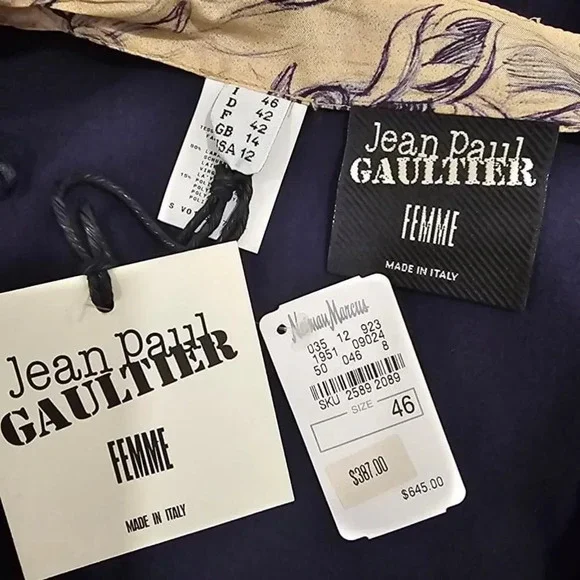 I 46
D 42
F 42
GB 14
USA 12
Jean Paul
GAULTIER
FEMME
MADE IN ITALY
Jean Paul
GAULTIER
FEMME
MADE IN ITALY
Neiman Marcus
035 12 923
1951 09024
50 046 8
SKU 2589 2089
SIZE
46
$387.00
$645.00